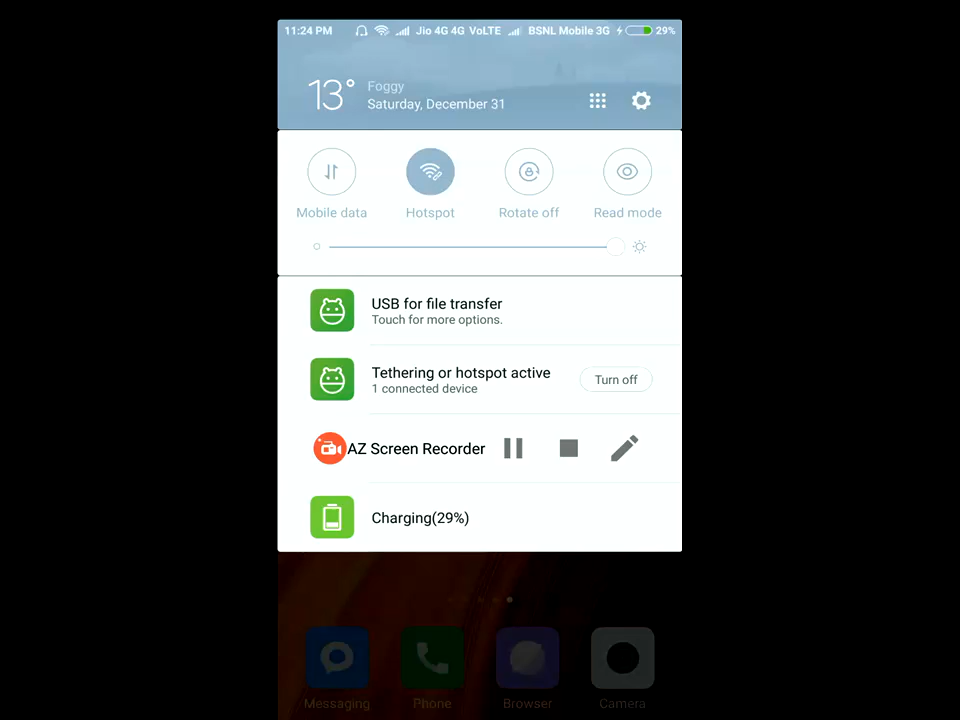 11:24 PM Jio 4G 4G VoLTE BSNL Mobile 3G 29%
13° Foggy
Saturday, December 31
Mobile data Hotspot Rotate off Read mode
USB for file transfer
Touch for more options.
Tethering or hotspot active
1 connected device
Turn off
AZ Screen Recorder
Charging(29%)
Messaging Phone Browser Camera